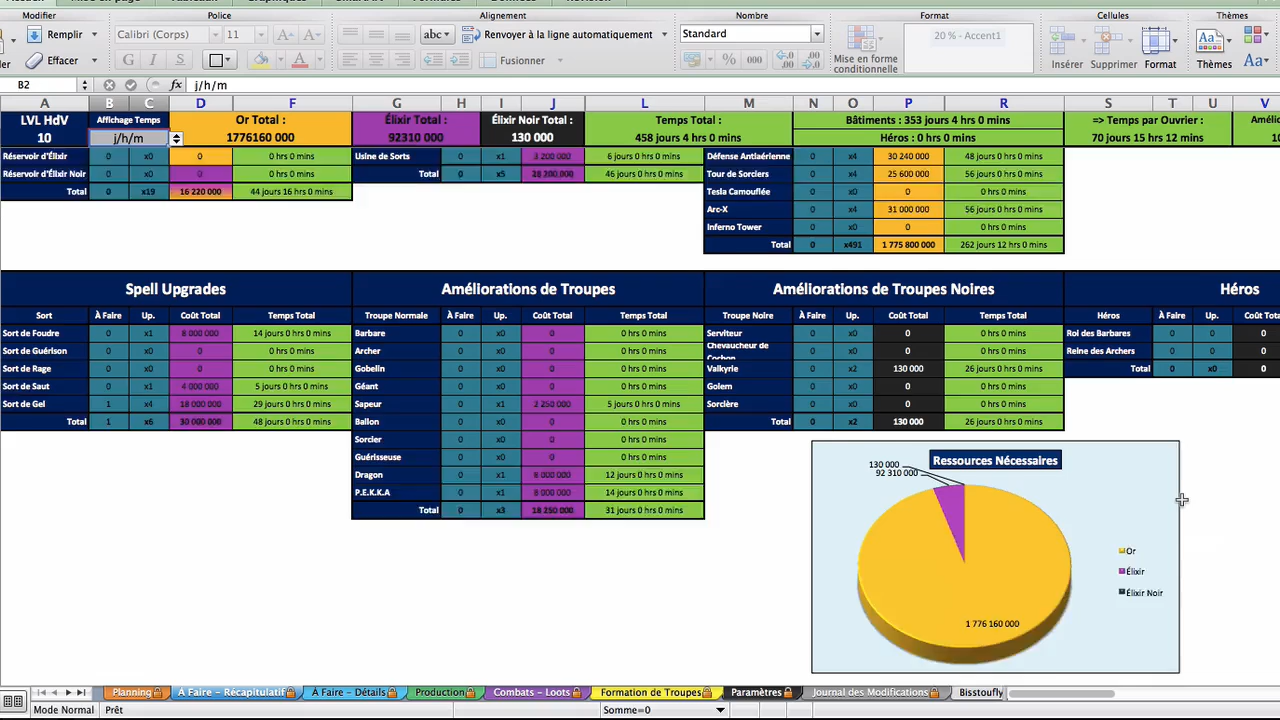 Modifier Police Alignement Nombre Format Cellules Thèmes
Remplir Calibri (Corps) 11 A A abc Renvoyer à la ligne automatiquement Standard 20 % - Accent1
Effacer G I S A Fusionner % 000 Mise en forme conditionnelle Insérer Supprimer Format Thèmes Aa
B2 fx j/h/m
A B C D F G H I J L M N O P R S T U V
LVL HdV Affichage Temps Or Total : Élixir Total : Élixir Noir Total : Temps Total : Bâtiments : 353 jours 4 hrs 0 mins => Temps par Ouvrier :
10 j/h/m 1776160 000 92310 000 130 000 458 jours 4 hrs 0 mins Héros : 0 hrs 0 mins 70 jours 15 hrs 12 mins
Réservoir d'Élixir 0 x0 0 0 hrs 0 mins Usine de Sorts 0 x1 3 200 000 6 jours 0 hrs 0 mins Défense Antiaérienne 0 x4 30 240 000 48 jours 0 hrs 0 mins
Réservoir d'Élixir Noir 0 x0 0 0 hrs 0 mins Total 0 x5 28 200 000 46 jours 0 hrs 0 mins Tour de Sorciers 0 x4 25 600 000 56 jours 0 hrs 0 mins
Total 0 x19 16 220 000 44 jours 16 hrs 0 mins Tesla Camouflée 0 x0 0 0 hrs 0 mins
Arc-X 0 x4 31 000 000 56 jours 0 hrs 0 mins
Inferno Tower 0 x0 0 0 hrs 0 mins
Total 0 x491 1 775 800 000 262 jours 12 hrs 0 mins
Spell Upgrades Améliorations de Troupes Améliorations de Troupes Noires Héros
Sort À Faire Up. Coût Total Temps Total Troupe Normale À Faire Up. Coût Total Temps Total Troupe Noire À Faire Up. Coût Total Temps Total Héros À Faire Up.
Sort de Foudre 0 x1 8 000 000 14 jours 0 hrs 0 mins Barbare 0 x0 0 0 hrs 0 mins Serviteur 0 x0 0 0 hrs 0 mins Roi des Barbares 0 0 0
Sort de Guérison 0 x0 0 0 hrs 0 mins Archer 0 x0 0 0 hrs 0 mins Chevaucheur de Cochon 0 x0 0 0 hrs 0 mins Reine des Archers 0 0 0
Sort de Rage 0 x0 0 0 hrs 0 mins Gobelin 0 x0 0 0 hrs 0 mins Valkyrie 0 x2 130 000 26 jours 0 hrs 0 mins Total 0 x0 0
Sort de Saut 0 x1 4 000 000 5 jours 0 hrs 0 mins Géant 0 x0 0 0 hrs 0 mins Golem 0 x0 0 0 hrs 0 mins
Sort de Gel 1 x4 18 000 000 29 jours 0 hrs 0 mins Sapeur 0 x1 2 250 000 5 jours 0 hrs 0 mins Sorcière 0 x0 0 0 hrs 0 mins
Total 1 x6 30 000 000 48 jours 0 hrs 0 mins Ballon 0 x0 0 0 hrs 0 mins Total 0 x2 130 000 26 jours 0 hrs 0 mins
Sorcier 0 x0 0 0 hrs 0 mins
Guérisseuse 0 x0 0 0 hrs 0 mins
Dragon 0 x1 8 000 000 12 jours 0 hrs 0 mins
P.E.K.K.A 0 x1 8 000 000 14 jours 0 hrs 0 mins
Total 0 x3 18 250 000 31 jours 0 hrs 0 mins
Ressources Nécessaires
130 000
92 310 000
Or
Élixir
Élixir Noir
1 776 160 000
Planning À Faire – Récapitulatif À Faire – Détails Production Combats – Loots Formation de Troupes Paramètres Journal des Modifications Bisstoufly
Mode Normal Prêt Somme=0